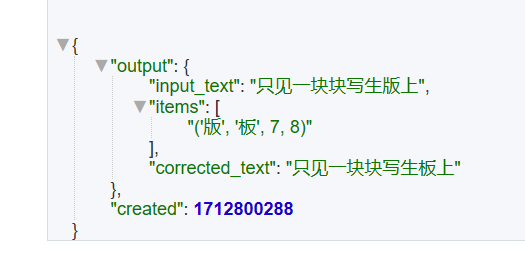 {
"output": {
"input_text": "只见一块块写生版上",
"items": [
"('版', '板', 7, 8)"
],
"corrected_text": "只见一块块写生板上"
},
"created": 1712800288
}